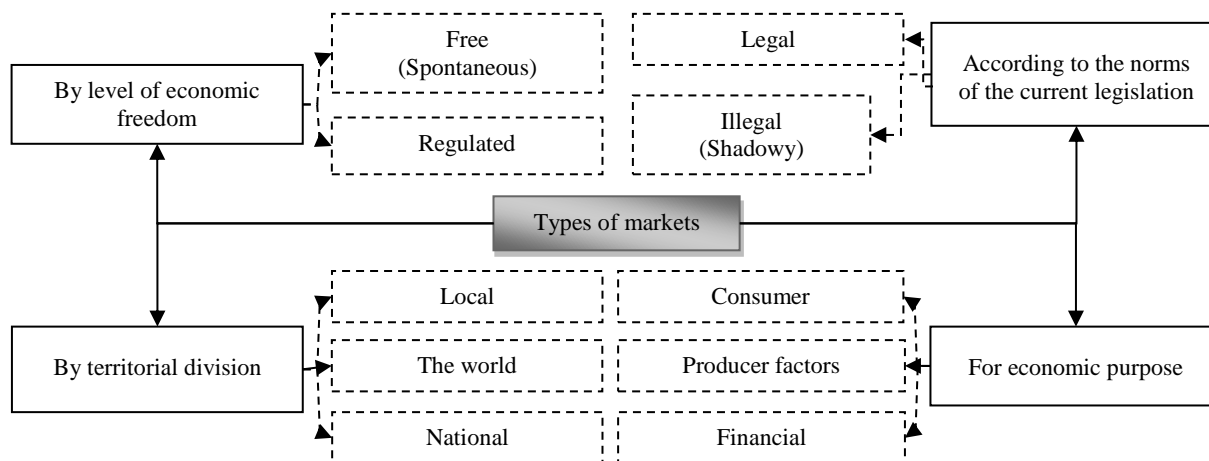 Free
(Spontaneous)
Legal
By level of economic
freedom
According to the norms
of the current legislation
Regulated
Illegal
(Shadowy)
Types of markets
Local
Consumer
By territorial division
The world
Producer factors
For economic purpose
National
Financial